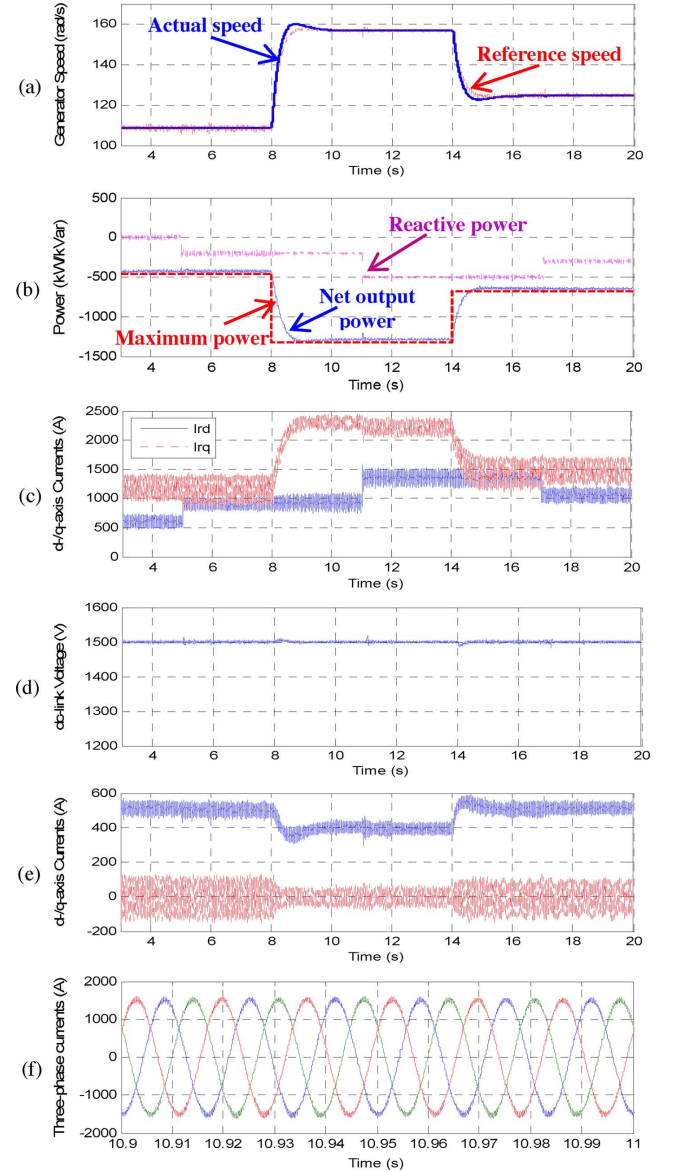 (a)
Generator Speed (rad/s)
160
140
120
100
Actual speed
Reference speed
4 6 8 10 12 14 16 18 20
Time (s)
(b)
Power (kW/kVar)
500
0
-500
-1000
-1500
Reactive power
Net output
power
Maximum power
4 6 8 10 12 14 16 18 20
Time (s)
(c)
d-/q-axis Currents (A)
2500
2000
1500
1000
500
0
Ird
Irq
4 6 8 10 12 14 16 18 20
Time (s)
(d)
dc-link Voltage (V)
1600
1500
1400
1300
1200
4 6 8 10 12 14 16 18 20
Time (s)
(e)
d-/q-axis Currents (A)
600
400
200
0
-200
4 6 8 10 12 14 16 18 20
Time (s)
(f)
Three-phase currents (A)
2000
1000
0
-1000
-2000
10.9 10.91 10.92 10.93 10.94 10.95 10.96 10.97 10.98 10.99 11
Time (s)